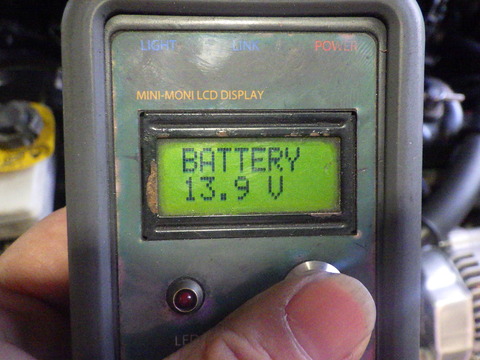 LIGHT LINK POWER
MINI-MONI LCD DISPLAY
BATTERY
13.9 V